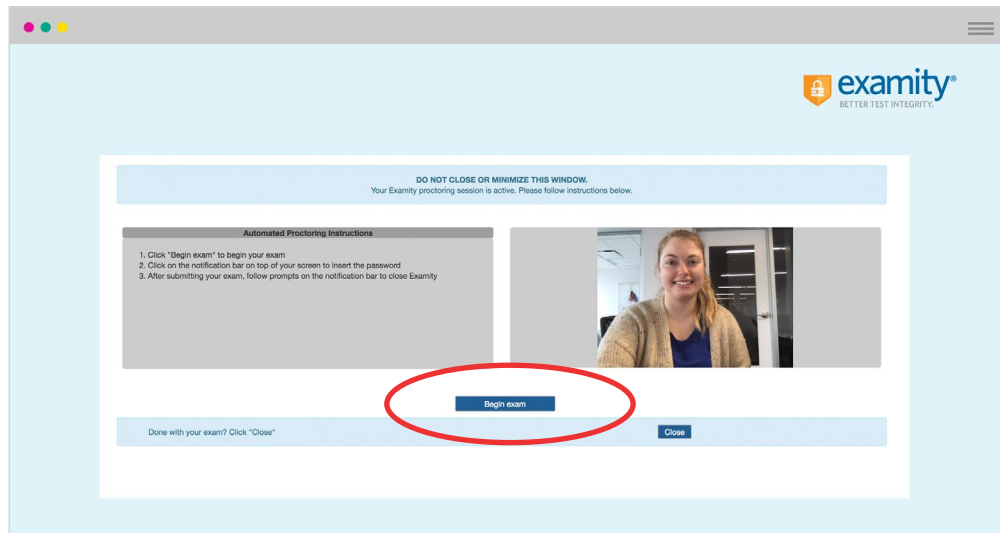 examity®
BETTER TEST INTEGRITY.
DO NOT CLOSE OR MINIMIZE THIS WINDOW.
Your Examity proctoring session is active. Please follow instructions below.
Automated Proctoring Instructions
1. Click "Begin exam" to begin your exam
2. Click on the notification bar on top of your screen to insert the password
3. After submitting your exam, follow prompts on the notification bar to close Examity
Begin exam
Done with your exam? Click "Close"
Close